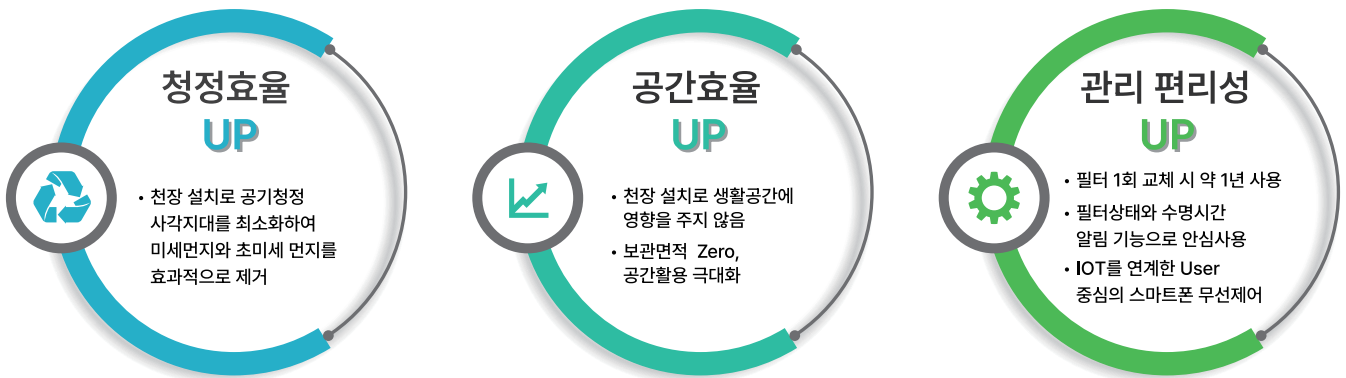 청정효율
UP
• 천장 설치로 공기청정
사각지대를 최소화하여
미세먼지와 초미세 먼지를
효과적으로 제거
공간효율
UP
• 천장 설치로 생활공간에
영향을 주지 않음
• 보관면적 Zero,
공간활용 극대화
관리 편리성
UP
• 필터 1회 교체 시 약 1년 사용
• 필터상태와 수명시간
알림 기능으로 안심사용
• IOT를 연계한 User
중심의 스마트폰 무선제어